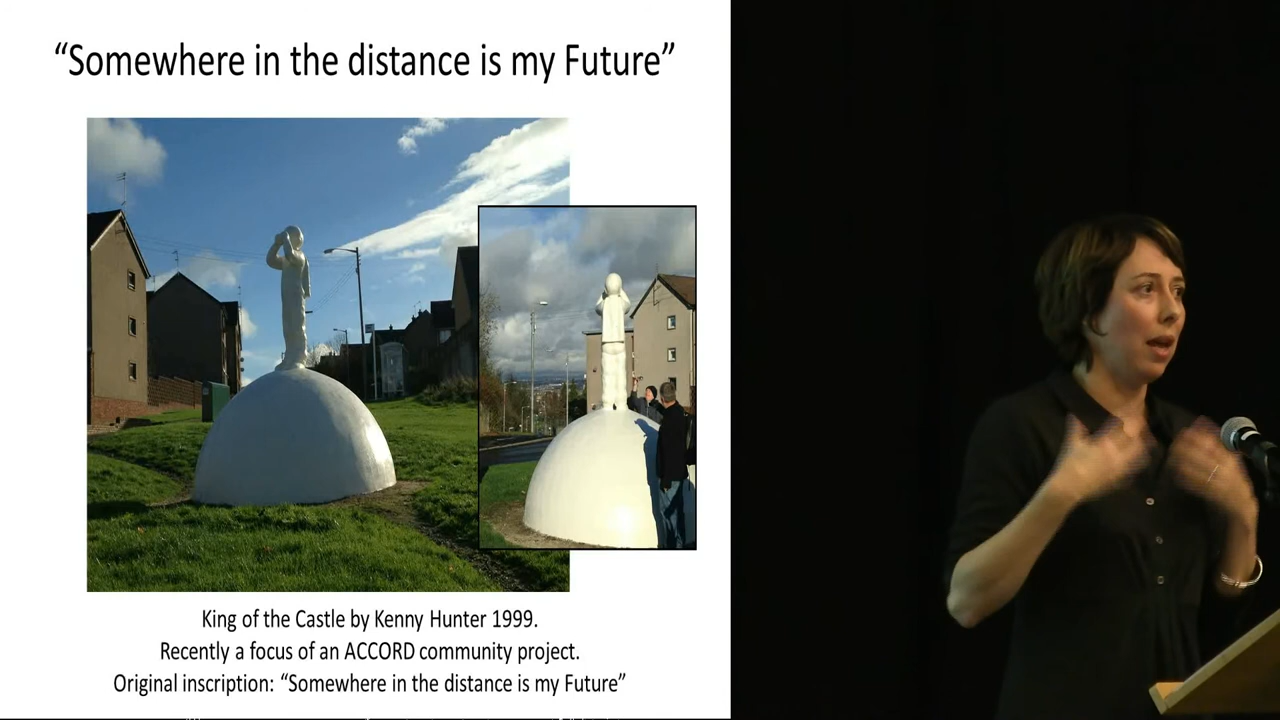 “Somewhere in the distance is my Future”
King of the Castle by Kenny Hunter 1999.
Recently a focus of an ACCORD community project.
Original inscription: “Somewhere in the distance is my Future”